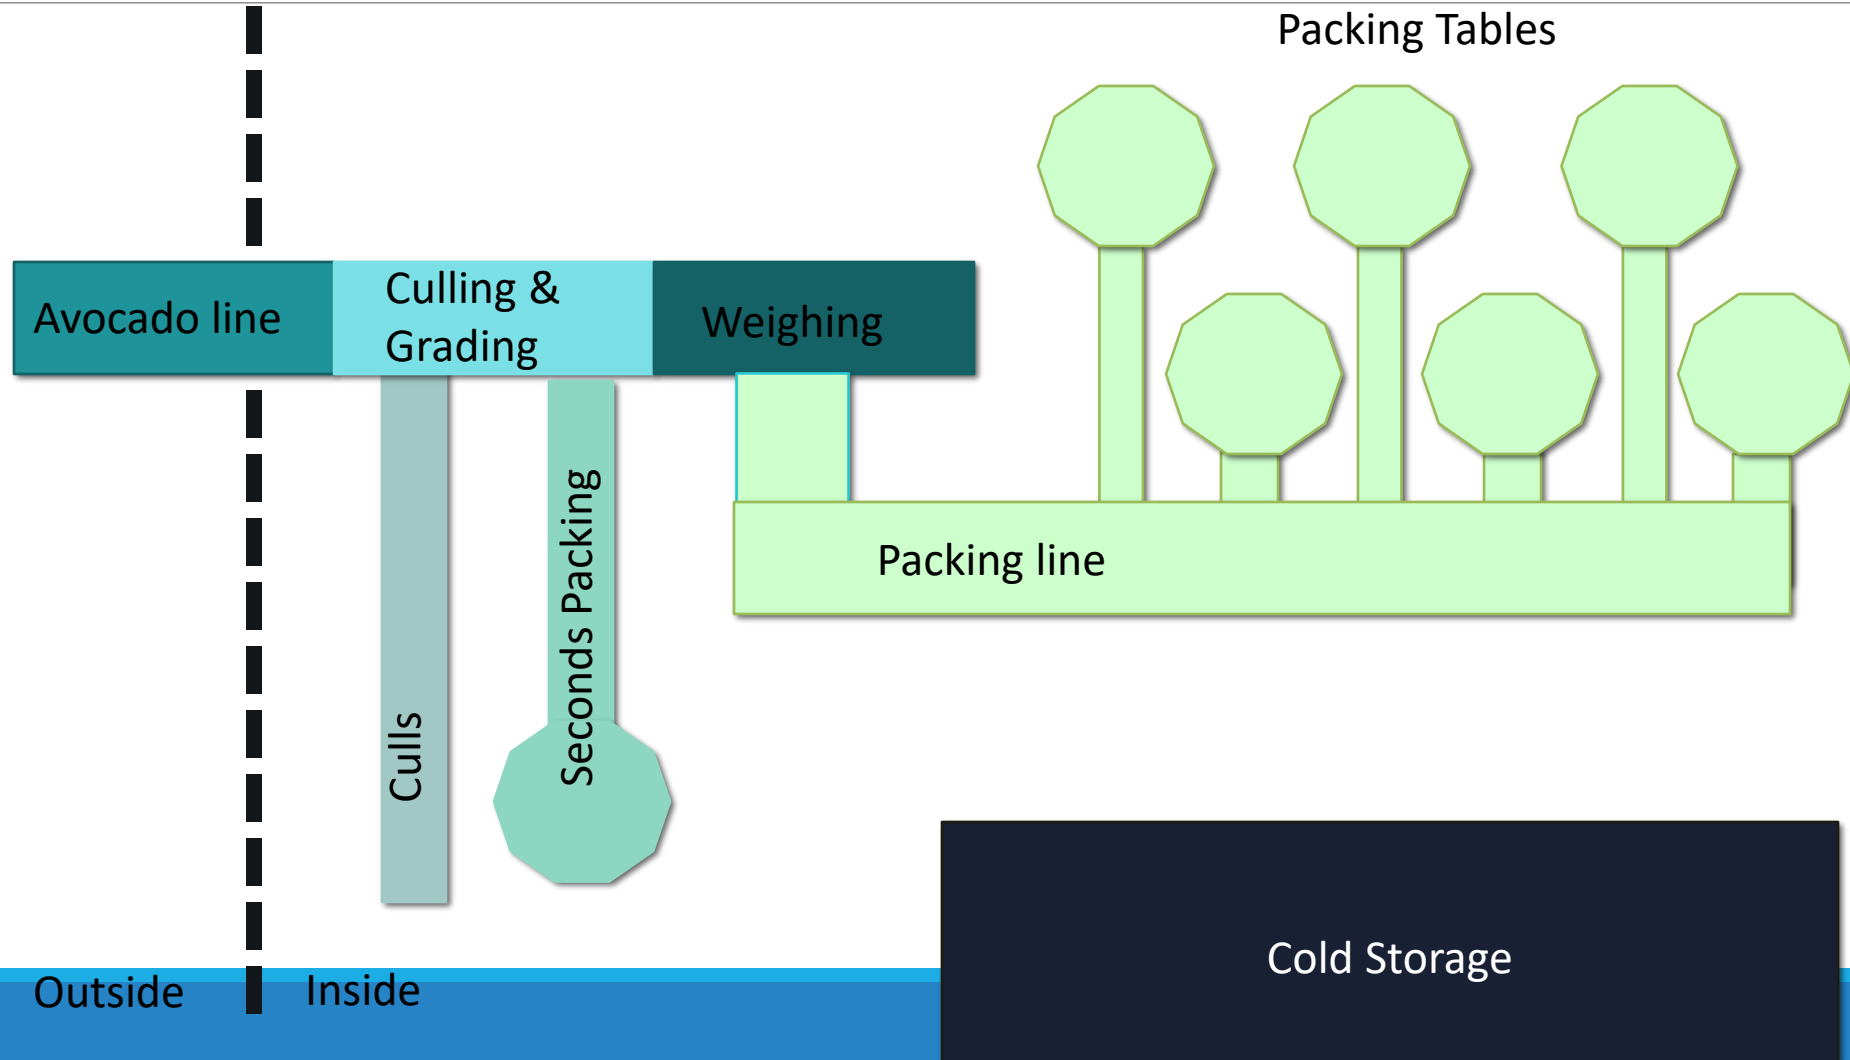 Packing Tables
Avocado line
Culling &
Grading
Weighing
Packing line
Seconds Packing
Culls
Cold Storage
Outside
Inside